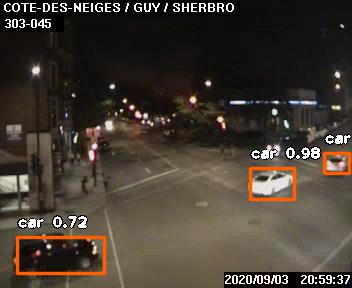 COTE-DES-NEIGES / GUY / SHERBRO
303-045
car
car 0.98
car 0.72
2020/09/03 20:59:37